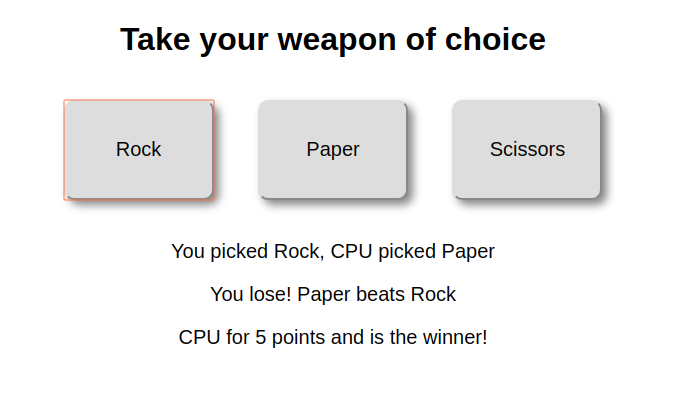 Take your weapon of choice
Rock
Paper
Scissors
You picked Rock, CPU picked Paper
You lose! Paper beats Rock
CPU for 5 points and is the winner!